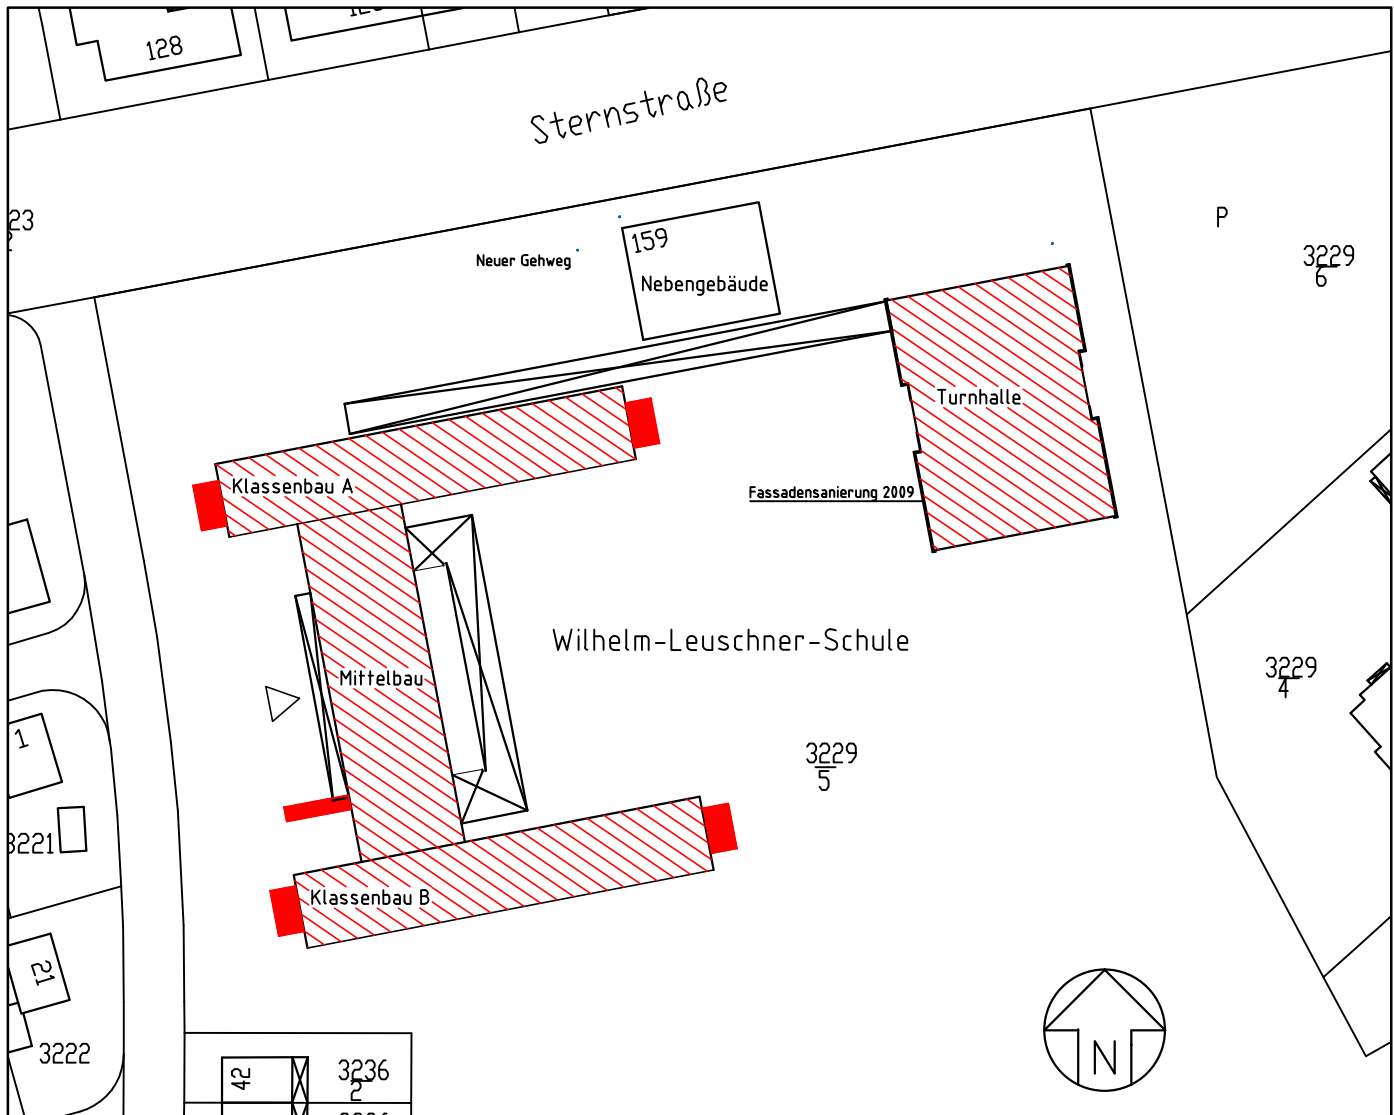 128
Sternstraße
23
P
159
Neuer Gehweg
Nebengebäude
3229
6
Turnhalle
Klassenbau A
Fassadensanierung 2009
Wilhelm-Leuschner-Schule
Mittelbau
3229
4
1
3229
5
3221
Klassenbau B
21
3222
42
3236
2
N